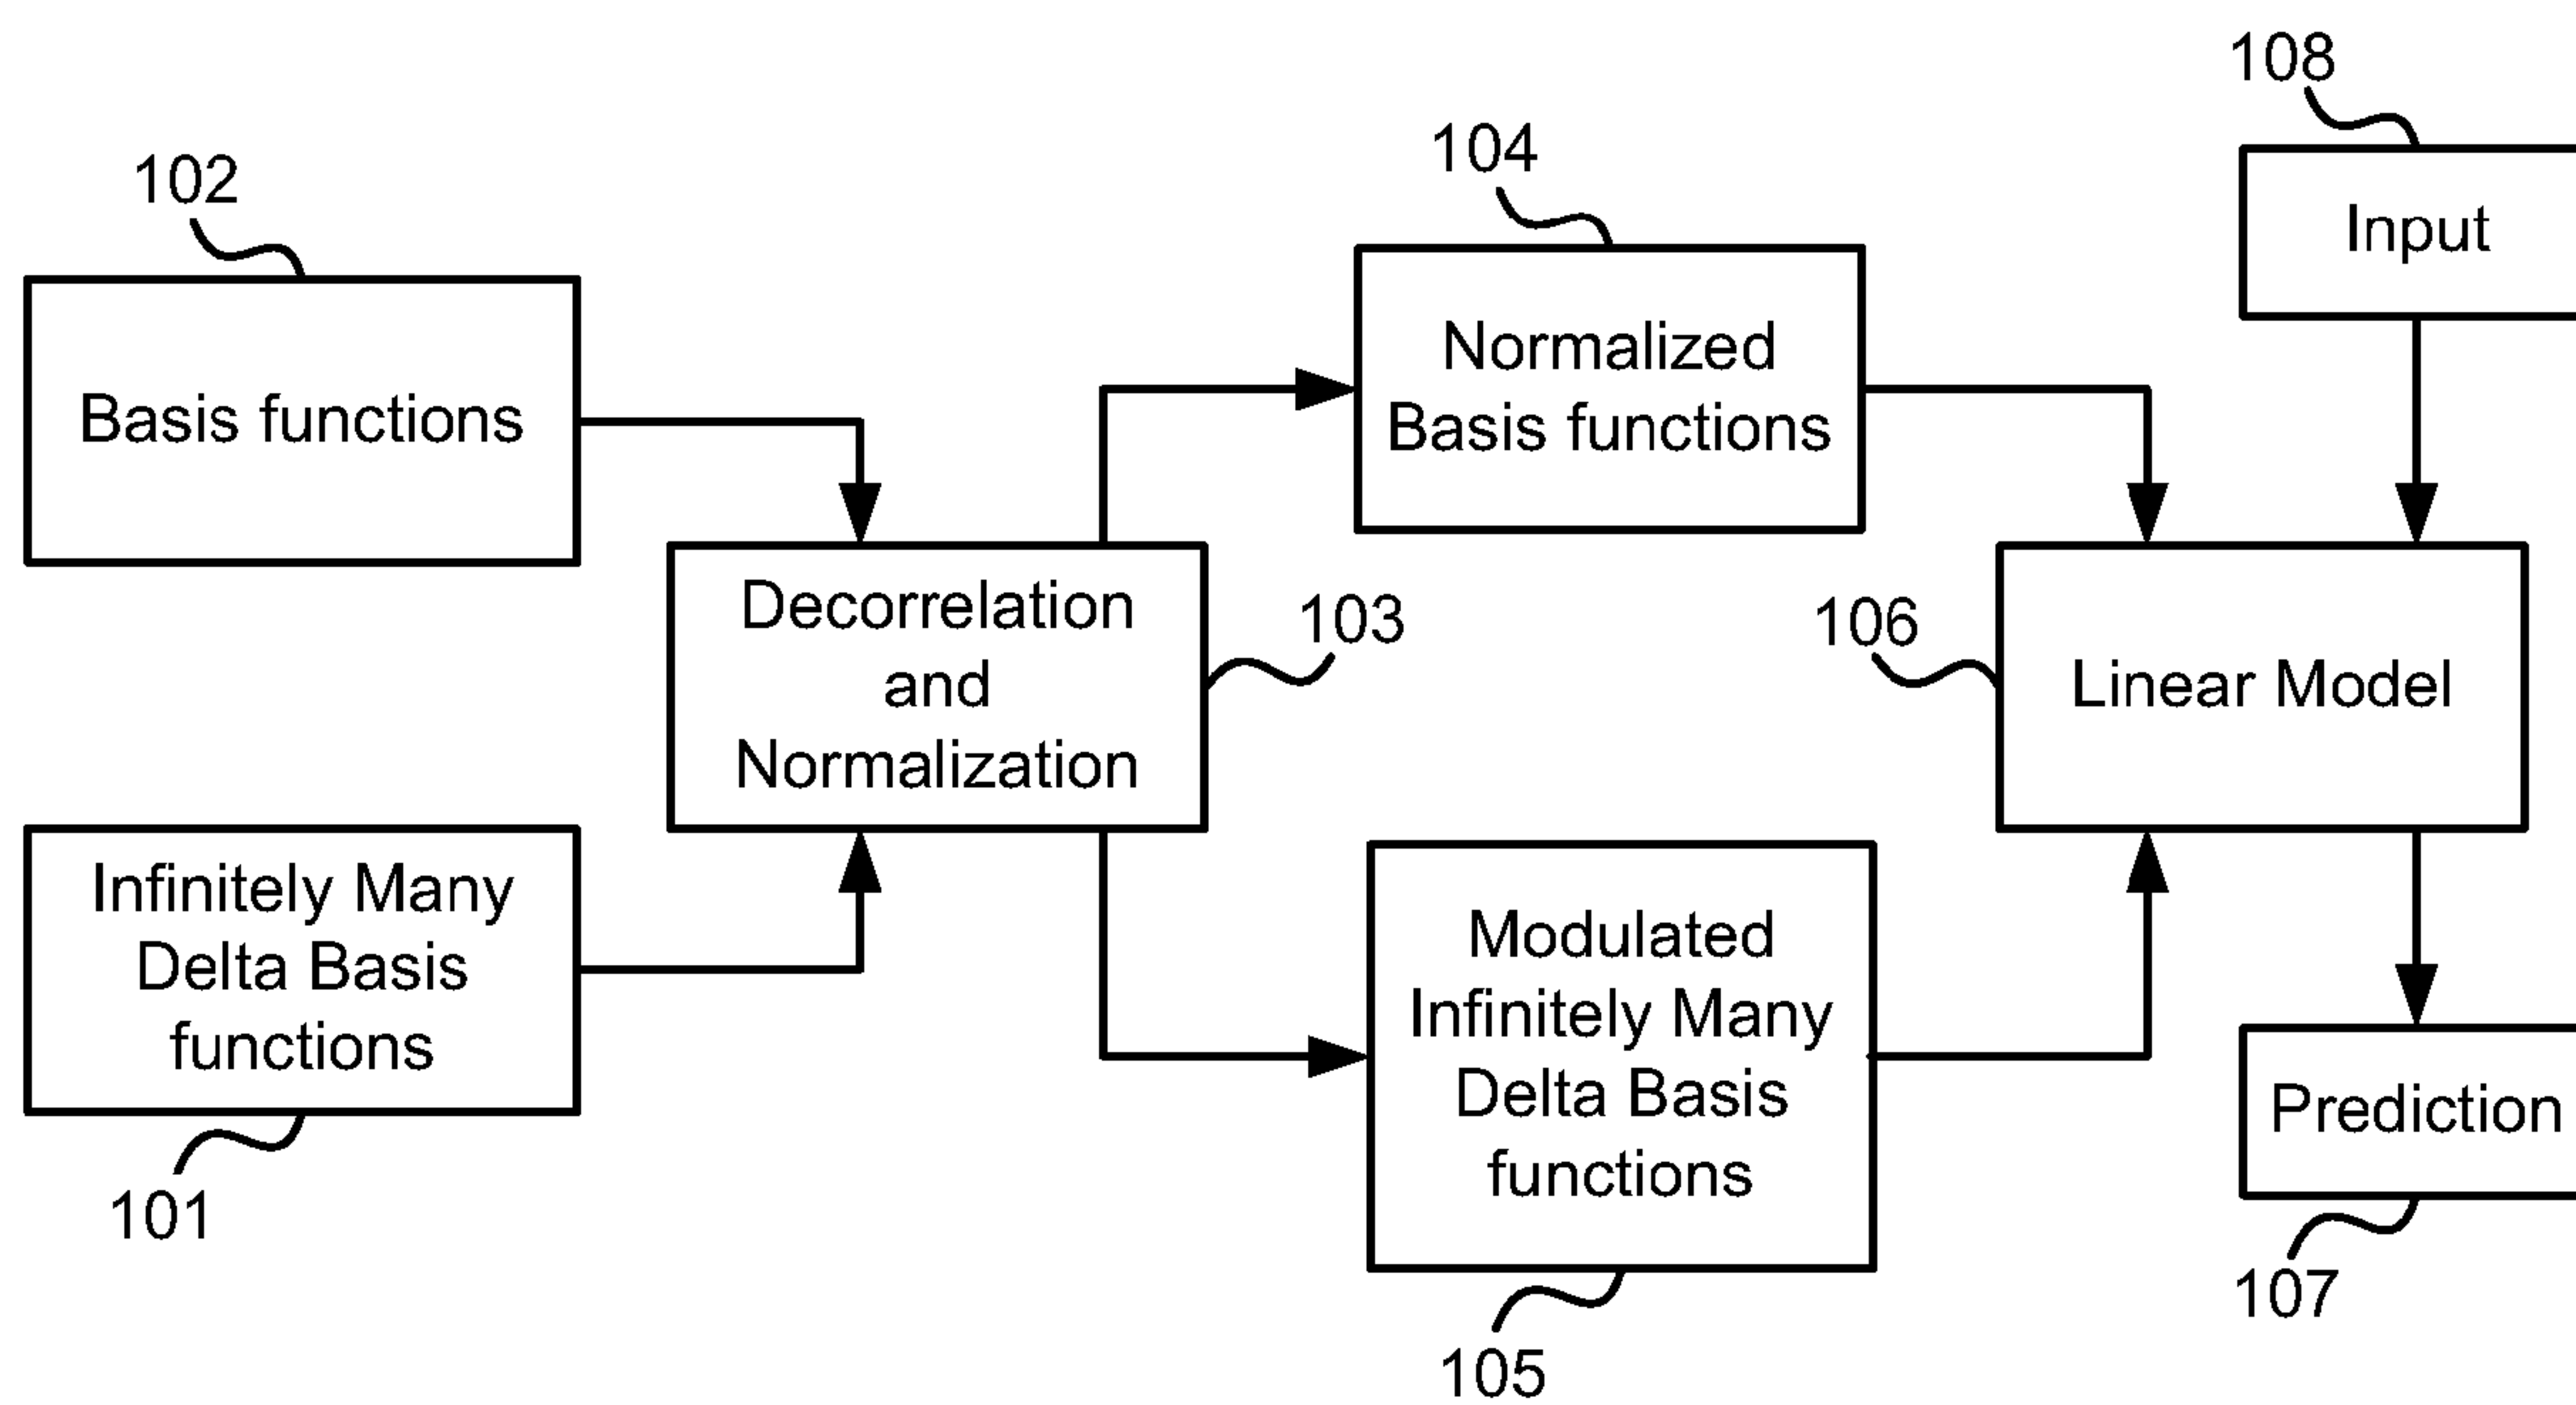 108
104
102
Input
Normalized
Basis functions
Basis functions
Decorrelation
and
Normalization
103
106
Linear Model
Infinitely Many
Delta Basis
functions
101
Modulated
Infinitely Many
Delta Basis
functions
105
Prediction
107